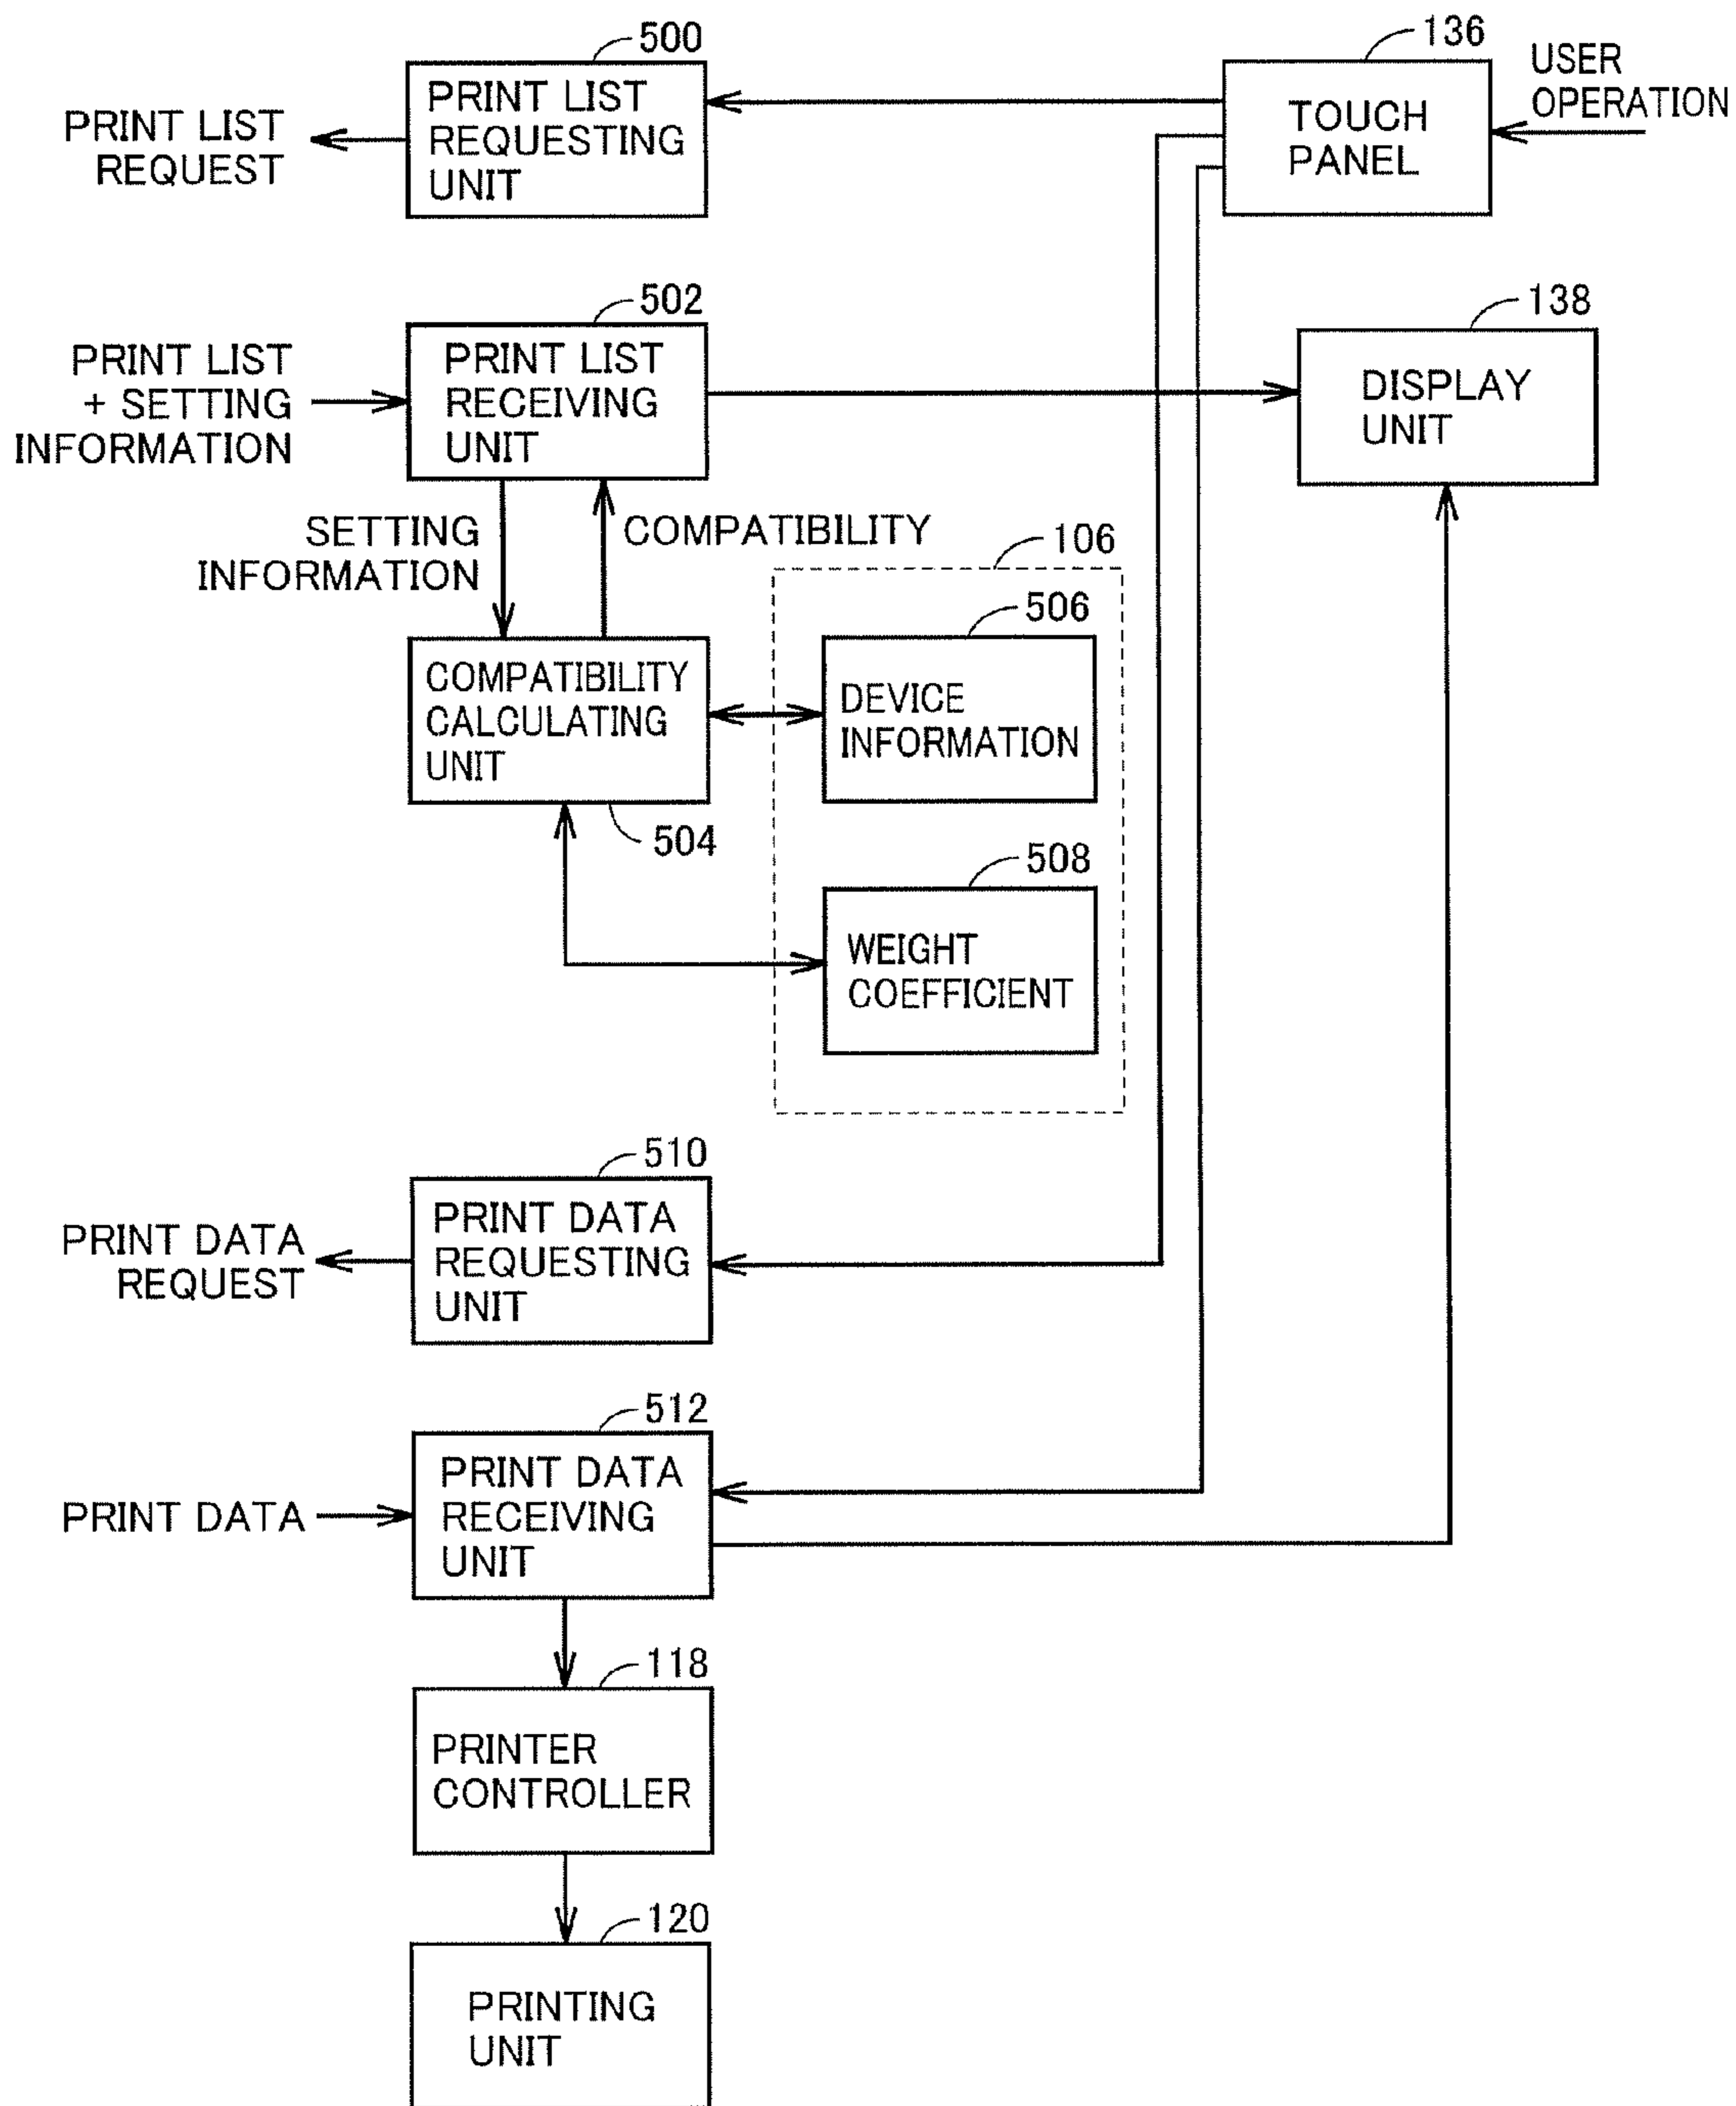 500
PRINT LIST
REQUESTING
UNIT
PRINT LIST
REQUEST
136
TOUCH
PANEL
USER
OPERATION
502
PRINT LIST
RECEIVING
UNIT
PRINT LIST
+ SETTING
INFORMATION
138
DISPLAY
UNIT
SETTING
INFORMATION
COMPATIBILITY
106
COMPATIBILITY
CALCULATING
UNIT
504
506
DEVICE
INFORMATION
508
WEIGHT
COEFFICIENT
510
PRINT DATA
REQUESTING
UNIT
PRINT DATA
REQUEST
512
PRINT DATA
RECEIVING
UNIT
PRINT DATA
118
PRINTER
CONTROLLER
120
PRINTING
UNIT